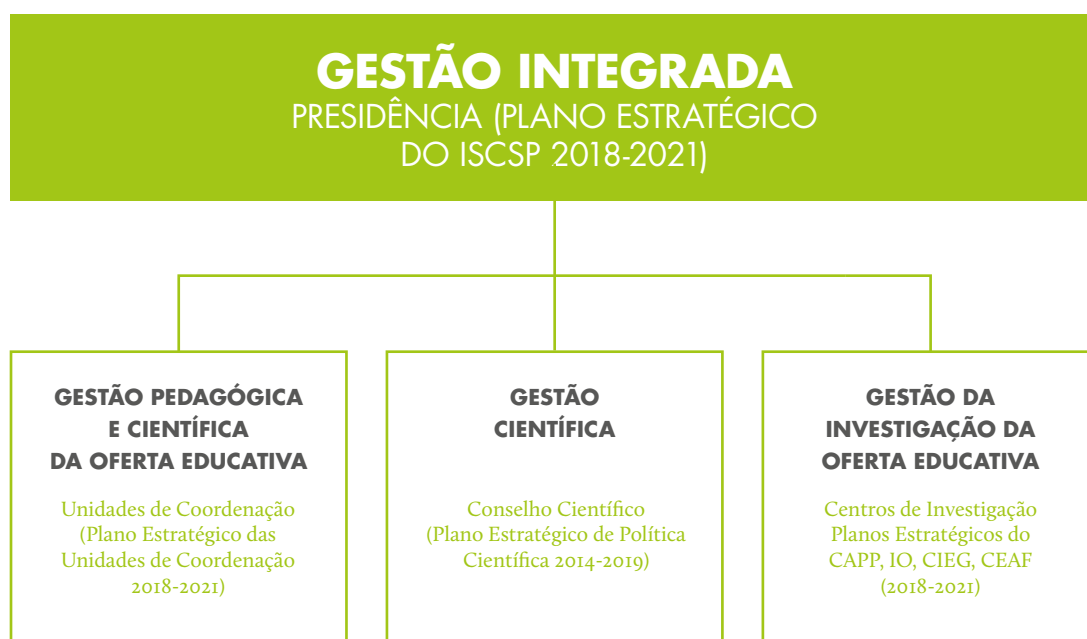 GESTÃO INTEGRADA
PRESIDÊNCIA (PLANO ESTRATÉGICO
DO ISCSP 2018-2021)
GESTÃO PEDAGÓGICA
E CIENTÍFICA
DA OFERTA EDUCATIVA
Unidades de Coordenação
(Plano Estratégico das
Unidades de Coordenação
2018-2021)
GESTÃO
CIENTÍFICA
Conselho Científico
(Plano Estratégico de Política
Científica 2014-2019)
GESTÃO DA
INVESTIGAÇÃO DA
OFERTA EDUCATIVA
Centros de Investigação
Planos Estratégicos do
CAPP, IO, CIEG, CEAF
(2018-2021)